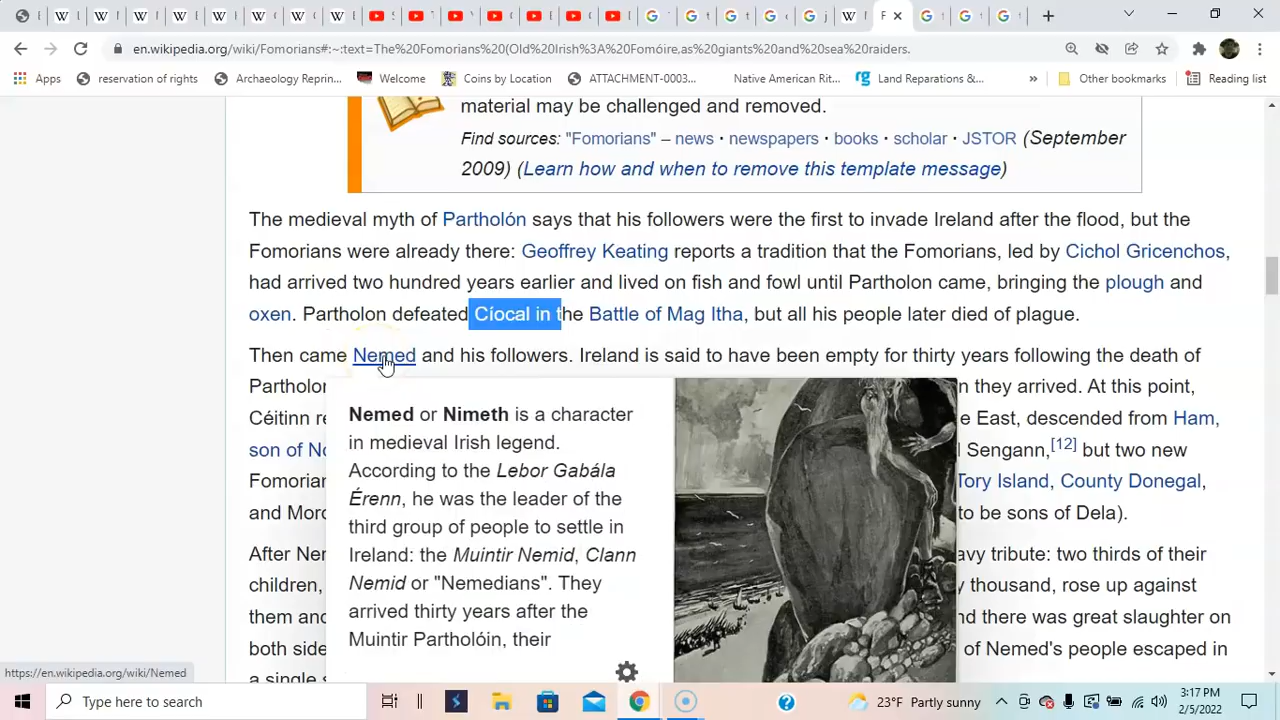 en.wikipedia.org/wiki/Fomorians#:~:text=The%20Fomorians%20(Old%20Irish%3A%20Fomóire,as%20giants%20and%20sea%20raiders.
Apps reservation of rights Archaeology Reprin... Welcome Coins by Location ATTACHMENT-0003... Native American Rit... Land Reparations &... » Other bookmarks Reading list
material may be challenged and removed.
Find sources: "Fomorians" – news · newspapers · books · scholar · JSTOR (September
2009) (Learn how and when to remove this template message)
The medieval myth of Partholón says that his followers were the first to invade Ireland after the flood, but the
Fomorians were already there: Geoffrey Keating reports a tradition that the Fomorians, led by Cichol Gricenchos,
had arrived two hundred years earlier and lived on fish and fowl until Partholon came, bringing the plough and
oxen. Partholon defeated Cíocal in the Battle of Mag Itha, but all his people later died of plague.
Then came Nemed and his followers. Ireland is said to have been empty for thirty years following the death of
Partholon they arrived. At this point,
Céitinn re e East, descended from Ham,
son of No Sengann,[12] but two new
Fomorian Tory Island, County Donegal,
and Morc to be sons of Dela).
After Nem avy tribute: two thirds of their
children, y thousand, rose up against
them and nd there was great slaughter on
both side of Nemed's people escaped in
a single s
Nemed or Nimeth is a character
in medieval Irish legend.
According to the Lebor Gabála
Érenn, he was the leader of the
third group of people to settle in
Ireland: the Muintir Nemid, Clann
Nemid or "Nemedians". They
arrived thirty years after the
Muintir Partholóin, their
https://en.wikipedia.org/wiki/Nemed
Type here to search
23°F Partly sunny
3:17 PM
2/5/2022